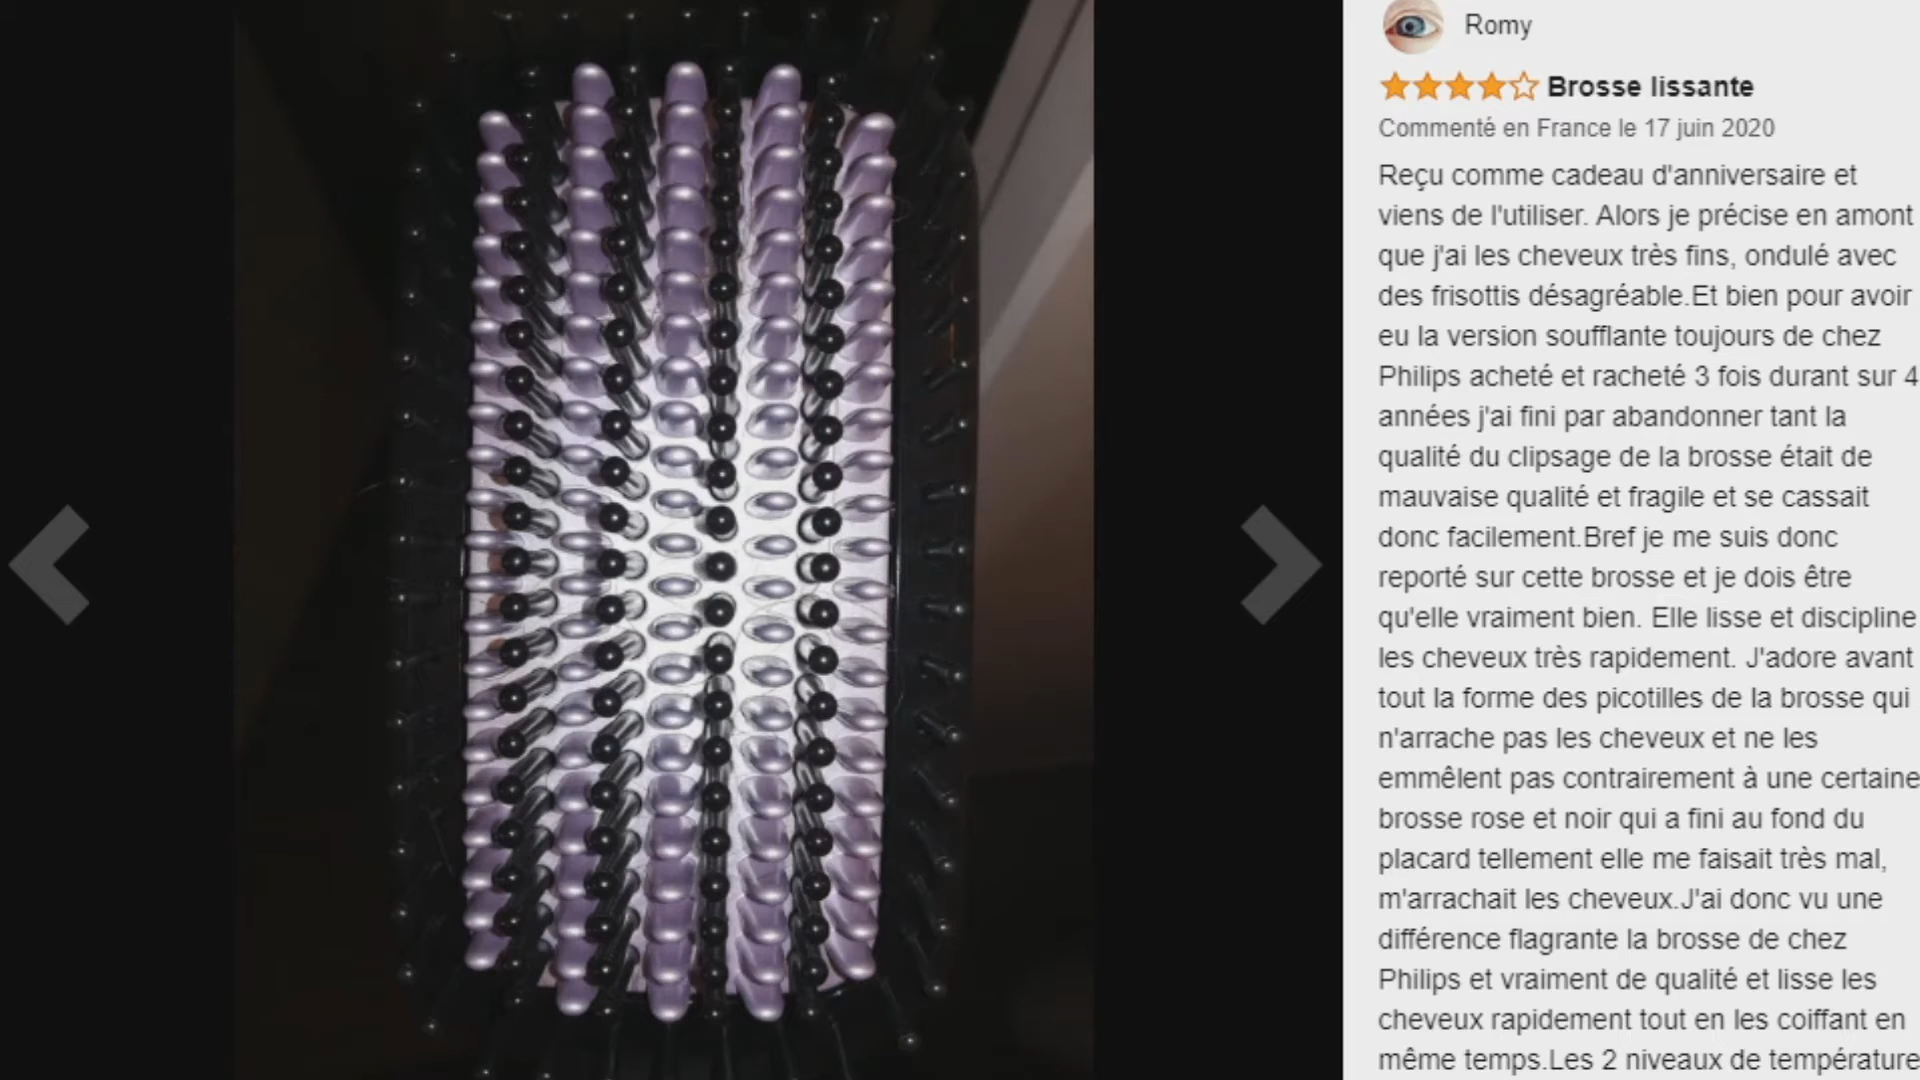 Romy
Brosse lissante
Commenté en France le 17 juin 2020
Reçu comme cadeau d'anniversaire et
viens de l'utiliser. Alors je précise en amont
que j'ai les cheveux très fins, ondulé avec
des frisottis désagréable.Et bien pour avoir
eu la version soufflante toujours de chez
Philips acheté et racheté 3 fois durant sur 4
années j'ai fini par abandonner tant la
qualité du clipsage de la brosse était de
mauvaise qualité et fragile et se cassait
donc facilement.Bref je me suis donc
reporté sur cette brosse et je dois être
qu'elle vraiment bien. Elle lisse et discipline
les cheveux très rapidement. J'adore avant
tout la forme des picotilles de la brosse qui
n'arrache pas les cheveux et ne les
emmêlent pas contrairement à une certaine
brosse rose et noir qui a fini au fond du
placard tellement elle me faisait très mal,
m'arrachait les cheveux.J'ai donc vu une
différence flagrante la brosse de chez
Philips et vraiment de qualité et lisse les
cheveux rapidement tout en les coiffant en
même temps.Les 2 niveaux de température